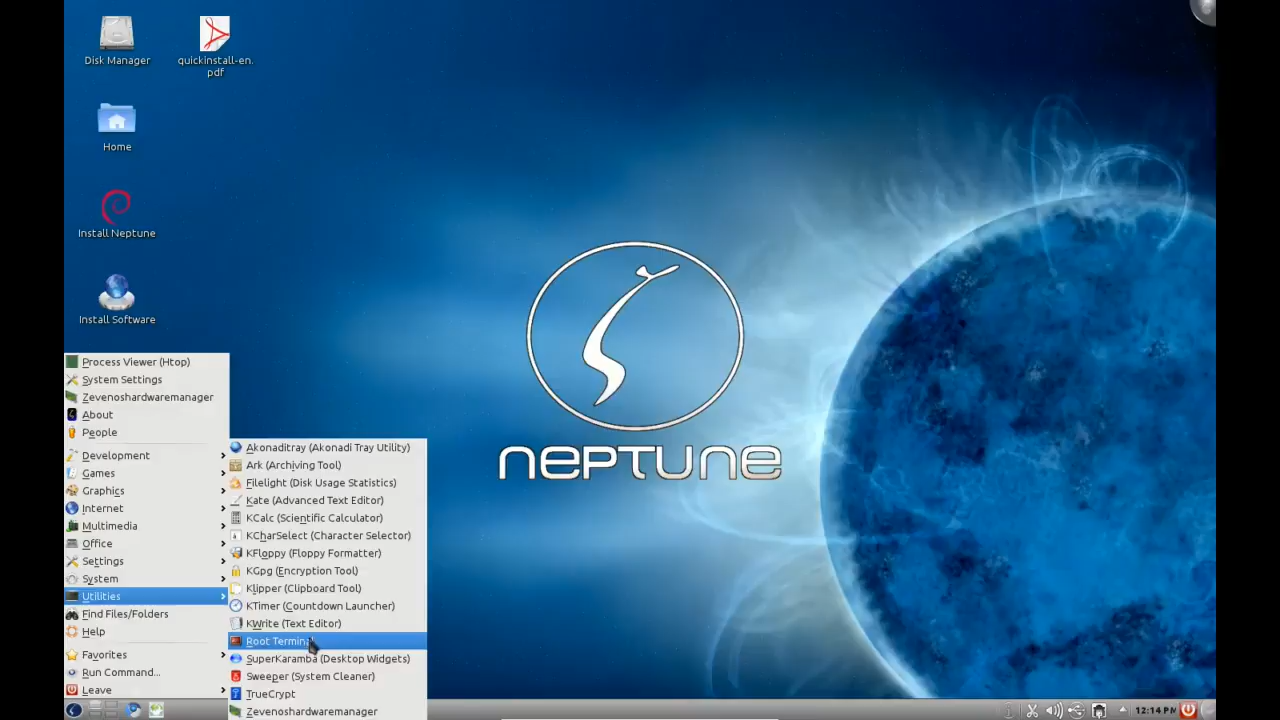 Disk Manager
quickinstall-en.
pdf
Home
Install Neptune
Install Software
Process Viewer (Htop)
System Settings
Zevenoshardwaremanager
About
People
Development
Games
Graphics
Internet
Multimedia
Office
Settings
System
Utilities
Find Files/Folders
Help
Favorites
Run Command...
Leave
Akonaditray (Akonadi Tray Utility)
Ark (Archiving Tool)
Filelight (Disk Usage Statistics)
Kate (Advanced Text Editor)
KCalc (Scientific Calculator)
KCharSelect (Character Selector)
KFloppy (Floppy Formatter)
KGpg (Encryption Tool)
Klipper (Clipboard Tool)
KTimer (Countdown Launcher)
KWrite (Text Editor)
Root Terminal
SuperKaramba (Desktop Widgets)
Sweeper (System Cleaner)
TrueCrypt
Zevenoshardwaremanager
NEPTUNE
12:14 PM